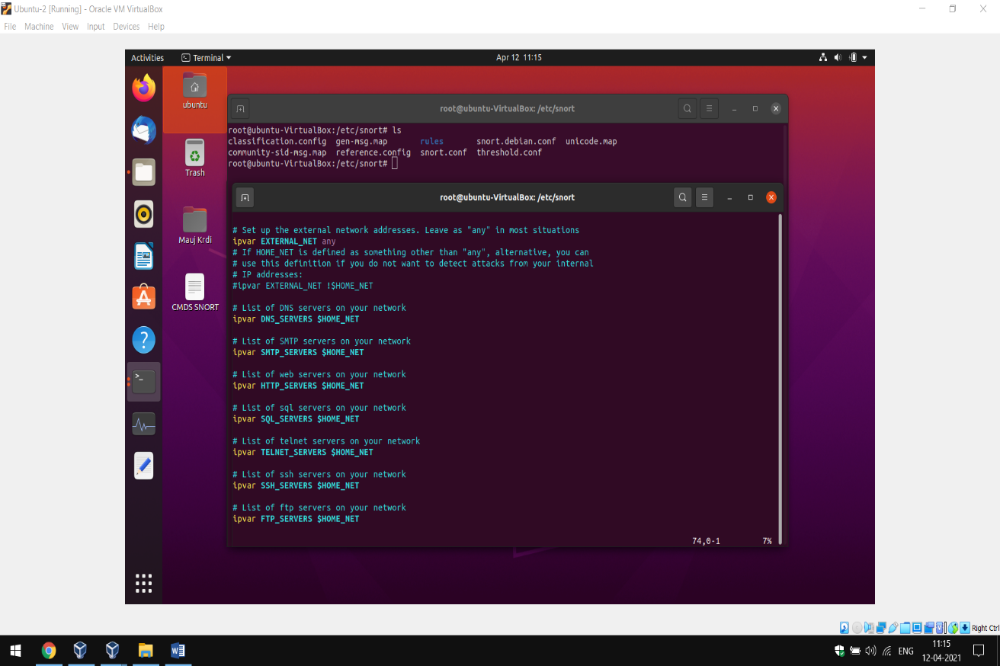 Ubuntu-2 [Running] - Oracle VM VirtualBox
File Machine View Input Devices Help
Activities Terminal Apr 12 11:15
ubuntu
Trash
Mauj Krdi
CMDS SNORT
root@ubuntu-VirtualBox: /etc/snort
root@ubuntu-VirtualBox:/etc/snort# ls
classification.config gen-msg.map rules snort.debian.conf unicode.map
community-sid-msg.map reference.config snort.conf threshold.conf
root@ubuntu-VirtualBox:/etc/snort#
root@ubuntu-VirtualBox: /etc/snort
# Set up the external network addresses. Leave as "any" in most situations
ipvar EXTERNAL_NET any
# If HOME_NET is defined as something other than "any", alternative, you can
# use this definition if you do not want to detect attacks from your internal
# IP addresses:
#ipvar EXTERNAL_NET !$HOME_NET
# List of DNS servers on your network
ipvar DNS_SERVERS $HOME_NET
# List of SMTP servers on your network
ipvar SMTP_SERVERS $HOME_NET
# List of web servers on your network
ipvar HTTP_SERVERS $HOME_NET
# List of sql servers on your network
ipvar SQL_SERVERS $HOME_NET
# List of telnet servers on your network
ipvar TELNET_SERVERS $HOME_NET
# List of ssh servers on your network
ipvar SSH_SERVERS $HOME_NET
# List of ftp servers on your network
ipvar FTP_SERVERS $HOME_NET
74,0-1 7%
Right Ctrl
ENG
11:15
12-04-2021